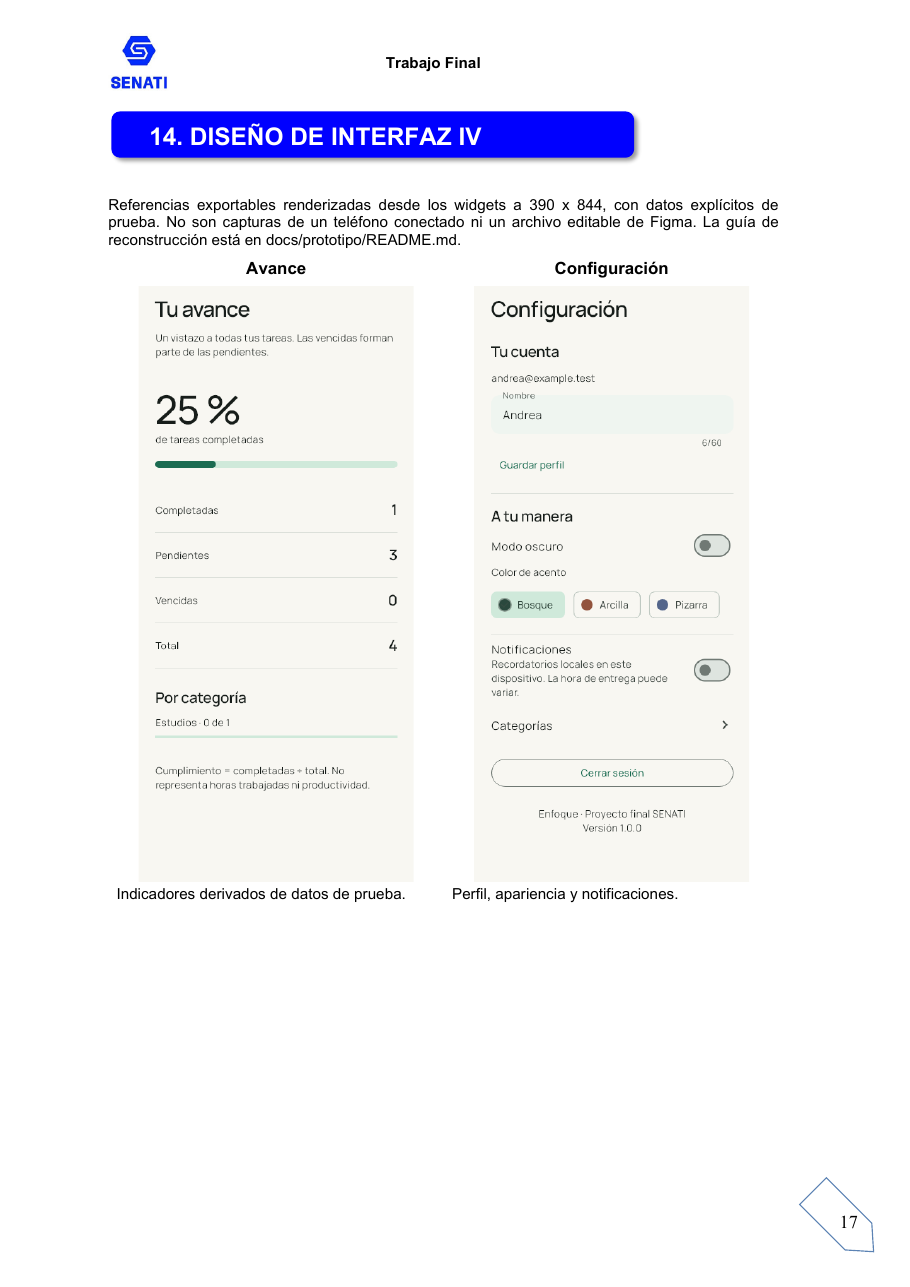 SENATI
Trabajo Final
14. DISEÑO DE INTERFAZ IV
Referencias exportables renderizadas desde los widgets a 390 x 844, con datos explícitos de
prueba. No son capturas de un teléfono conectado ni un archivo editable de Figma. La guía de
reconstrucción está en docs/prototipo/README.md.
Avance
Tu avance
Un vistazo a todas tus tareas. Las vencidas forman
parte de las pendientes.
25 %
de tareas completadas
Completadas 1
Pendientes 3
Vencidas 0
Total 4
Por categoría
Estudios · 0 de 1
Cumplimiento = completadas ÷ total. No
representa horas trabajadas ni productividad.
Indicadores derivados de datos de prueba.
Configuración
Configuración
Tu cuenta
andrea@example.test
Nombre
Andrea
6/60
Guardar perfil
A tu manera
Modo oscuro
Color de acento
Bosque Arcilla Pizarra
Notificaciones
Recordatorios locales en este
dispositivo. La hora de entrega puede
variar.
Categorías
Cerrar sesión
Enfoque · Proyecto final SENATI
Versión 1.0.0
Perfil, apariencia y notificaciones.
17